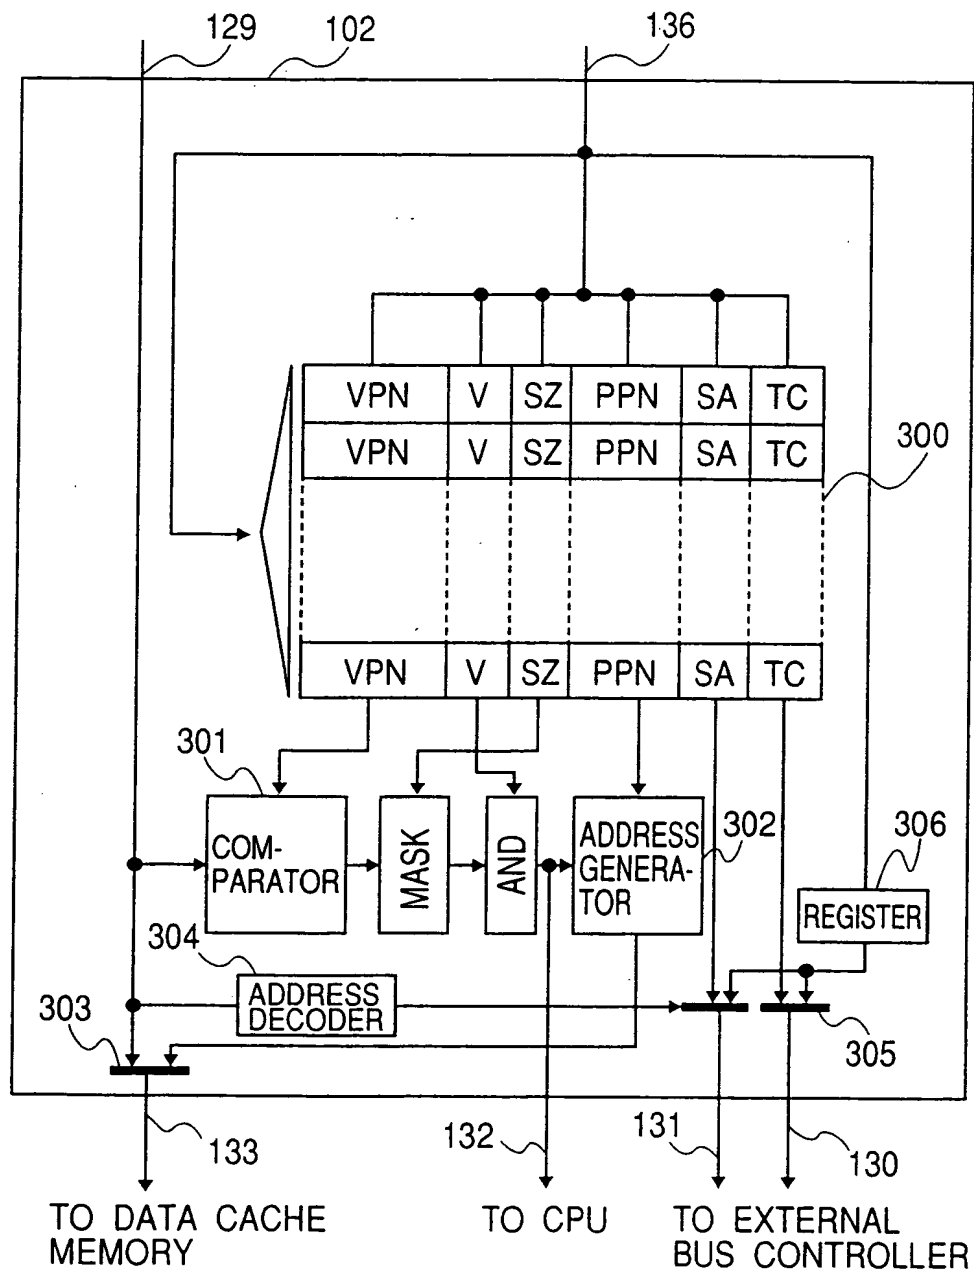 129
102
136
VPN V SZ PPN SA TC
VPN V SZ PPN SA TC
300
VPN V SZ PPN SA TC
301
COM-
PARATOR
MASK
AND
ADDRESS
GENERA-
TOR
302
306
REGISTER
304
ADDRESS
DECODER
303
305
133
132
131
130
TO DATA CACHE
MEMORY
TO CPU
TO EXTERNAL
BUS CONTROLLER